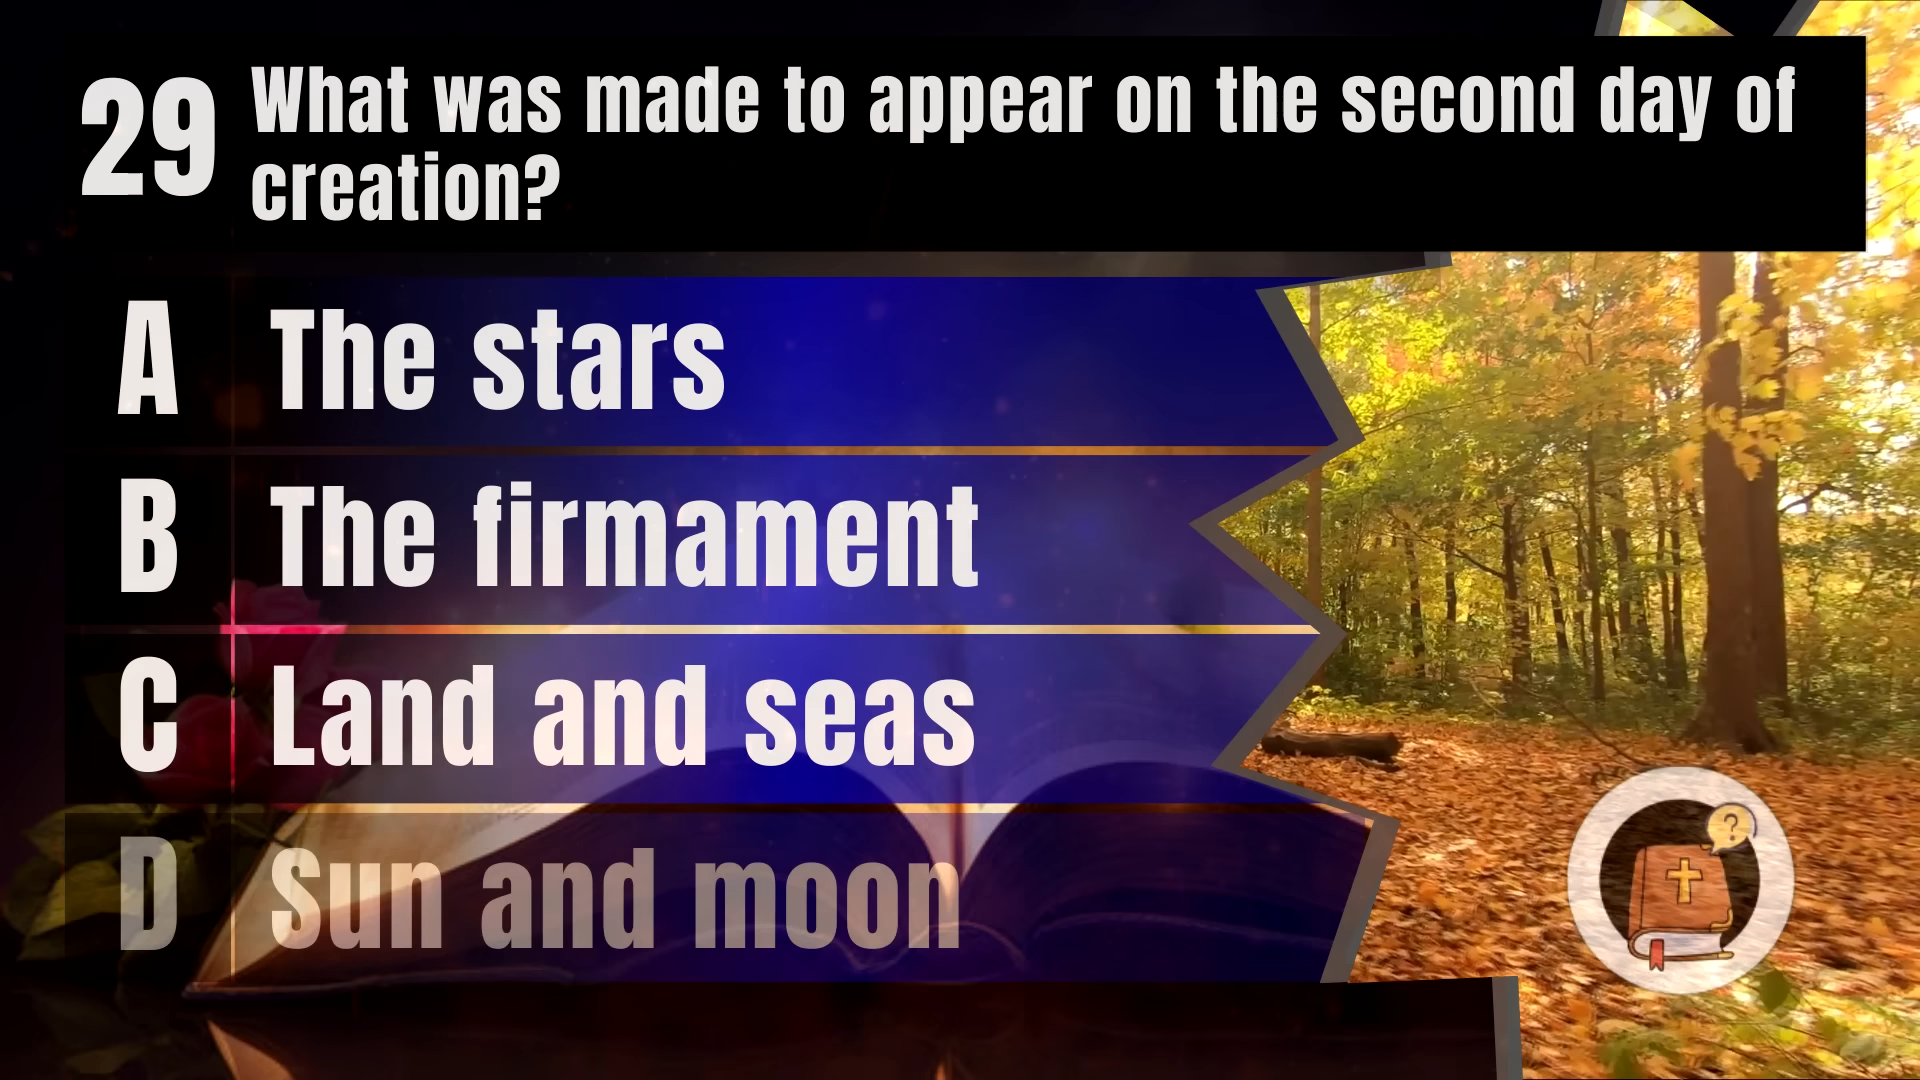 29
What was made to appear on the second day of
creation?
A The stars
B The firmament
C Land and seas
D Sun and moon
?